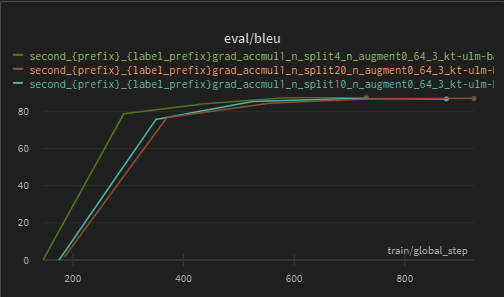 eval/bleu
second_{prefix}_{label_prefix}grad_accmul1_n_split4_n_augment0_64_3_kt-ulm-ba
second_{prefix}_{label_prefix}grad_accmul1_n_split20_n_augment0_64_3_kt-ulm-
second_{prefix}_{label_prefix}grad_accmul1_n_split10_n_augment0_64_3_kt-ulm-
80
60
40
20
train/global_step
0
200 400 600 800